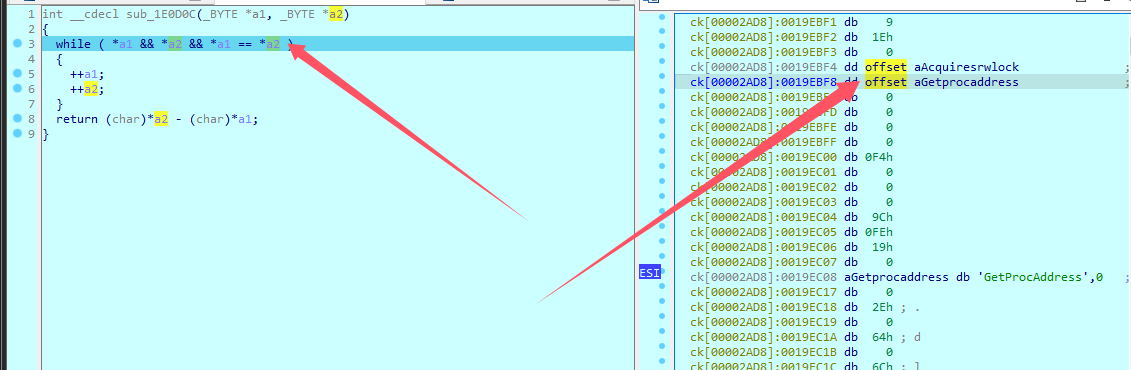 1 int __cdecl sub_1E0D0C(_BYTE *a1, _BYTE *a2)
2 {
3 while ( *a1 && *a2 && *a1 == *a2 )
4 {
5 ++a1;
6 ++a2;
7 }
8 return (char)*a2 - (char)*a1;
9 }
ck[00002AD8]:0019EBF1 db 9
ck[00002AD8]:0019EBF2 db 1Eh
ck[00002AD8]:0019EBF3 db 0
ck[00002AD8]:0019EBF4 dd offset aAcquiresrwlock ;
ck[00002AD8]:0019EBF8 dd offset aGetprocaddress ;
ck[00002AD8]:0019EB db 0
ck[00002AD8]:0019 FD db 0
ck[00002AD8]:0019EBFE db 0
ck[00002AD8]:0019EBFF db 0
ck[00002AD8]:0019EC00 db 0F4h
ck[00002AD8]:0019EC01 db 0
ck[00002AD8]:0019EC02 db 0
ck[00002AD8]:0019EC03 db 0
ck[00002AD8]:0019EC04 db 9Ch
ck[00002AD8]:0019EC05 db 0FEh
ck[00002AD8]:0019EC06 db 19h
ck[00002AD8]:0019EC07 db 0
ESI ck[00002AD8]:0019EC08 aGetprocaddress db 'GetProcAddress',0 ;
ck[00002AD8]:0019EC17 db 0
ck[00002AD8]:0019EC18 db 2Eh ; .
ck[00002AD8]:0019EC19 db 0
ck[00002AD8]:0019EC1A db 64h ; d
ck[00002AD8]:0019EC1B db 0
ck[00002AD8]:0019EC1C db 6Ch ; l